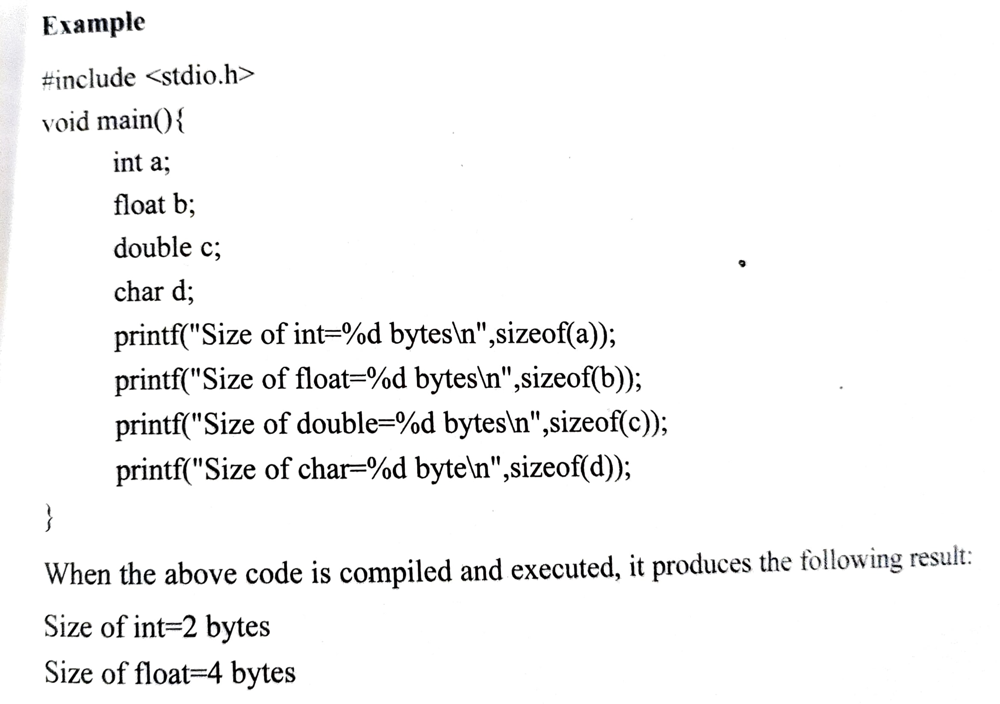 Example
#include <stdio.h>
void main(){
int a;
float b;
double c;
char d;
printf("Size of int=%d bytes\n",sizeof(a));
printf("Size of float=%d bytes\n",sizeof(b));
printf("Size of double=%d bytes\n",sizeof(c));
printf("Size of char=%d byte\n",sizeof(d));
}
When the above code is compiled and executed, it produces the following result:
Size of int=2 bytes
Size of float=4 bytes